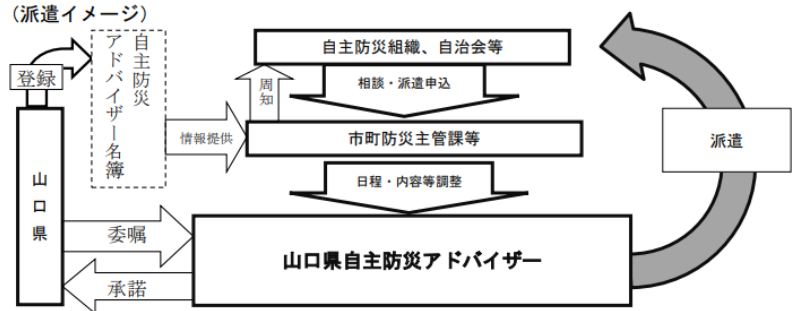 （派遣イメージ）
登録
自主防災
アドバイザー名簿
自主防災組織、自治会等
周知
相談・派遣申込
情報提供
市町防災主管課等
派遣
日程・内容等調整
山口県
委嘱
山口県自主防災アドバイザー
承諾